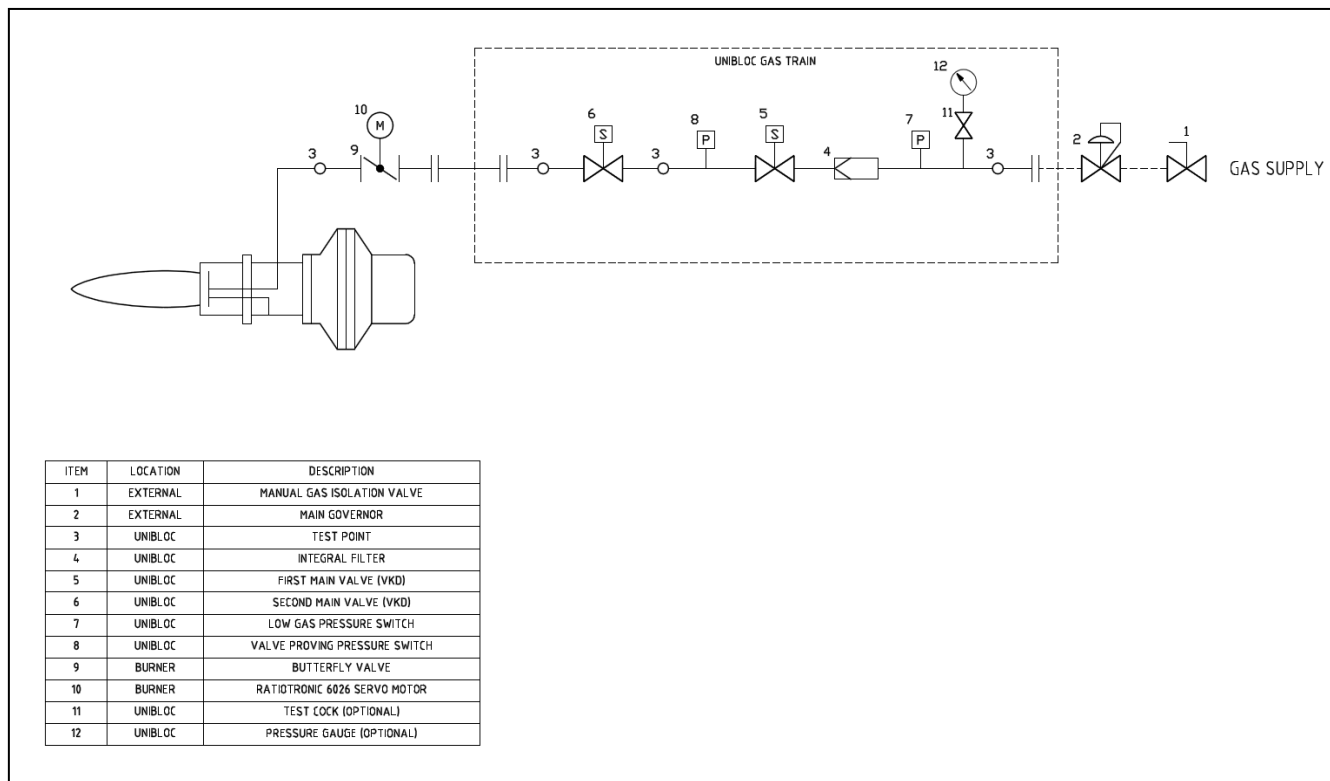 UNIBLOC GAS TRAIN
12
10
M
6
S
8
P
5
S
7
P
11
2
1
3
9
3
3
4
3
GAS SUPPLY
ITEM LOCATION DESCRIPTION
1 EXTERNAL MANUAL GAS ISOLATION VALVE
2 EXTERNAL MAIN GOVERNOR
3 UNIBLOC TEST POINT
4 UNIBLOC INTEGRAL FILTER
5 UNIBLOC FIRST MAIN VALVE (VKD)
6 UNIBLOC SECOND MAIN VALVE (VKD)
7 UNIBLOC LOW GAS PRESSURE SWITCH
8 UNIBLOC VALVE PROVING PRESSURE SWITCH
9 BURNER BUTTERFLY VALVE
10 BURNER RATIOTRONIC 6026 SERVO MOTOR
11 UNIBLOC TEST COCK (OPTIONAL)
12 UNIBLOC PRESSURE GAUGE (OPTIONAL)